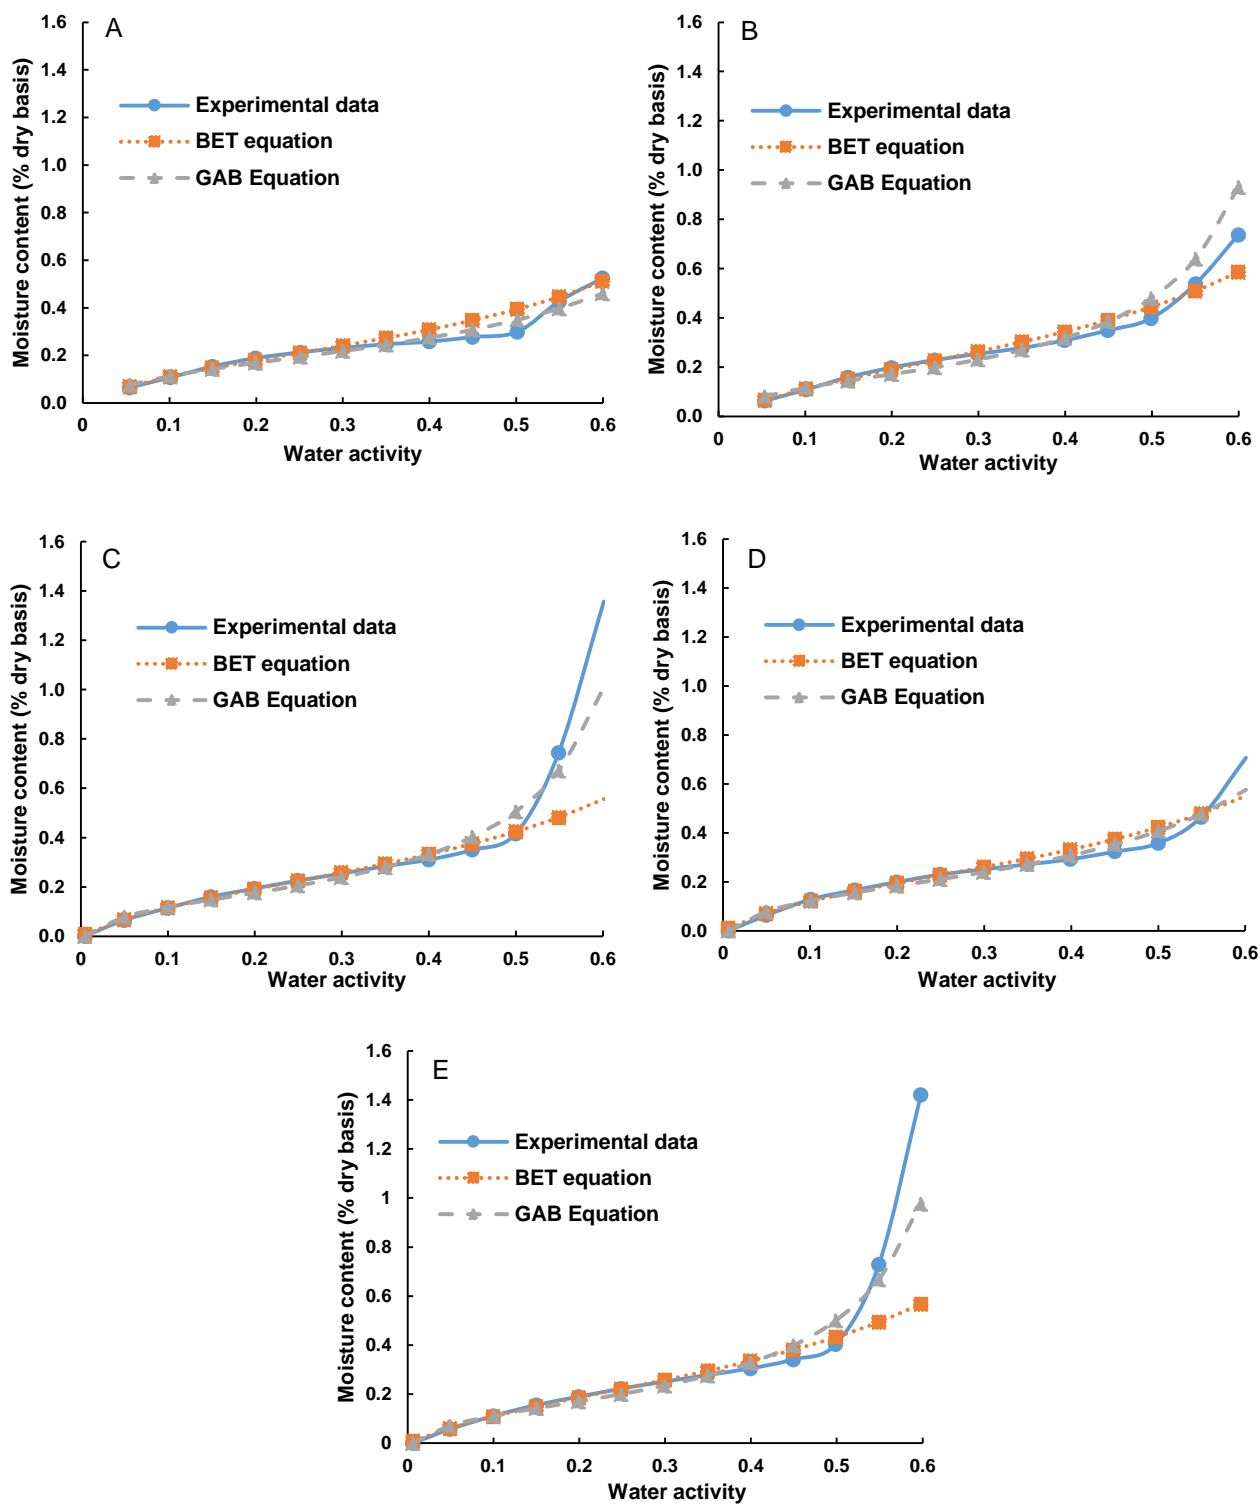 A
Moisture content (% dry basis)
1.6
1.4
1.2
1.0
0.8
0.6
0.4
0.2
0.0
Experimental data
BET equation
GAB Equation
0 0.1 0.2 0.3 0.4 0.5 0.6
Water activity
B
Moisture content (% dry basis)
1.6
1.4
1.2
1.0
0.8
0.6
0.4
0.2
0.0
Experimental data
BET equation
GAB Equation
0 0.1 0.2 0.3 0.4 0.5 0.6
Water activity
C
Moisture content (% dry basis)
1.6
1.4
1.2
1.0
0.8
0.6
0.4
0.2
0.0
Experimental data
BET equation
GAB Equation
0 0.1 0.2 0.3 0.4 0.5 0.6
Water activity
D
Moisture content (% dry basis)
1.6
1.4
1.2
1.0
0.8
0.6
0.4
0.2
0.0
Experimental data
BET equation
GAB Equation
0 0.1 0.2 0.3 0.4 0.5 0.6
Water activity
E
Moisture content (% dry basis)
1.6
1.4
1.2
1
0.8
0.6
0.4
0.2
0
Experimental data
BET equation
GAB Equation
0 0.1 0.2 0.3 0.4 0.5 0.6
Water activity